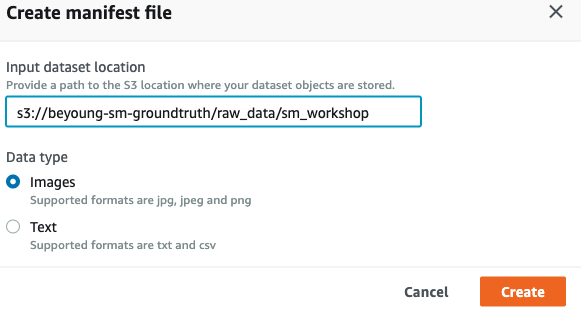 Create manifest file
Input dataset location
Provide a path to the S3 location where your dataset objects are stored.
s3://beyoung-sm-groundtruth/raw_data/sm_workshop
Data type
Images
Supported formats are jpg, jpeg and png
Text
Supported formats are txt and csv
Cancel Create